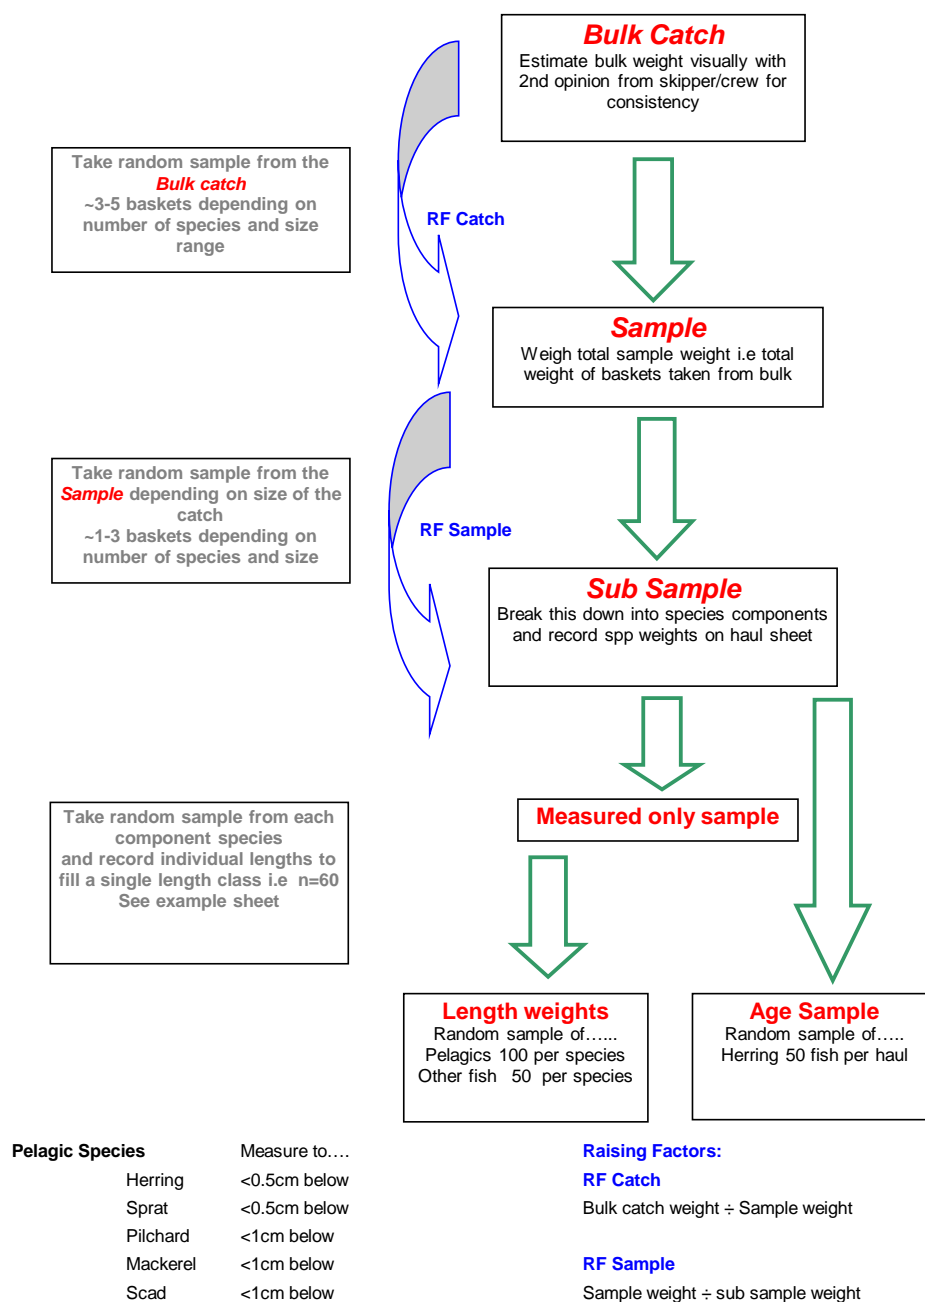 Bulk Catch
Estimate bulk weight visually with
2nd opinion from skipper/crew for
consistency
Take random sample from the
Bulk catch
~3-5 baskets depending on
number of species and size
range
RF Catch
Sample
Weigh total sample weight i.e total
weight of baskets taken from bulk
Take random sample from the
Sample depending on size of the
catch
~1-3 baskets depending on
number of species and size
RF Sample
Sub Sample
Break this down into species components
and record spp weights on haul sheet
Measured only sample
Take random sample from each
component species
and record individual lengths to
fill a single length class i.e n=60
See example sheet
Length weights
Random sample of…...
Pelagics 100 per species
Other fish 50 per species
Age Sample
Random sample of…..
Herring 50 fish per haul
Pelagic Species Measure to….
Herring <0.5cm below
Sprat <0.5cm below
Pilchard <1cm below
Mackerel <1cm below
Scad <1cm below
Raising Factors:
RF Catch
Bulk catch weight ÷ Sample weight
RF Sample
Sample weight ÷ sub sample weight